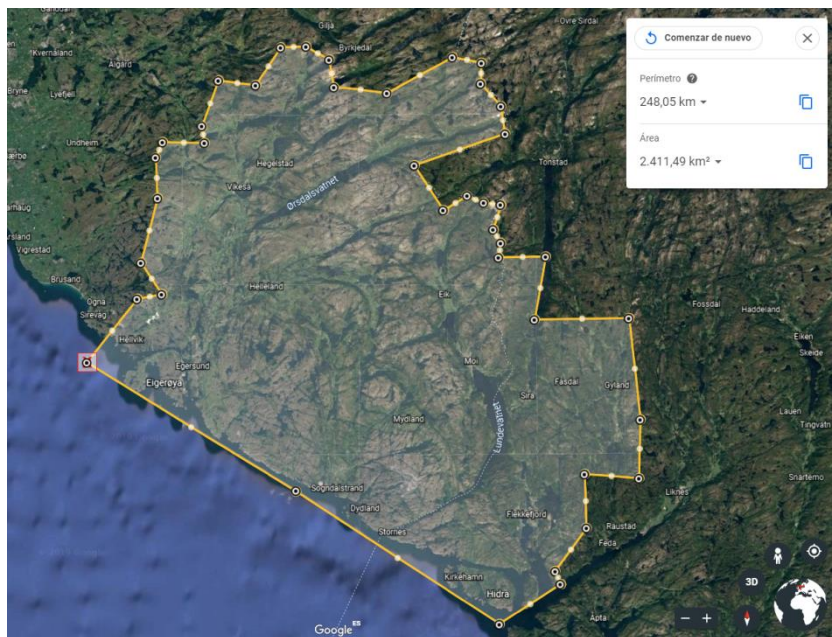 Gilja
Øvre Sirdal
Byrkjedal
Kvernaland
Ålgard
Bryne
Lyefjell
Undheim
Hegelstad
Vikeså
Ørsdalsvatnet
Tonstad
Vigrestad
Brusand
Helleland
Eik
Ogna
Sirevåg
Hellvik
Egersund
Eigerøya
Moi
Mydland
Lundevatnet
Sira
Fasdal
Gyland
Fossdal
Haddeland
Eiken
Skeide
Lauen
Tingvatn
Snartemo
Liknes
Sogndalstrand
Dydland
Stornes
Flekkefjord
Raustad
Feda
Kirkehamn
Hidra
Åpta
Comenzar de nuevo
Perímetro
248,05 km
Área
2.411,49 km²
3D
Google